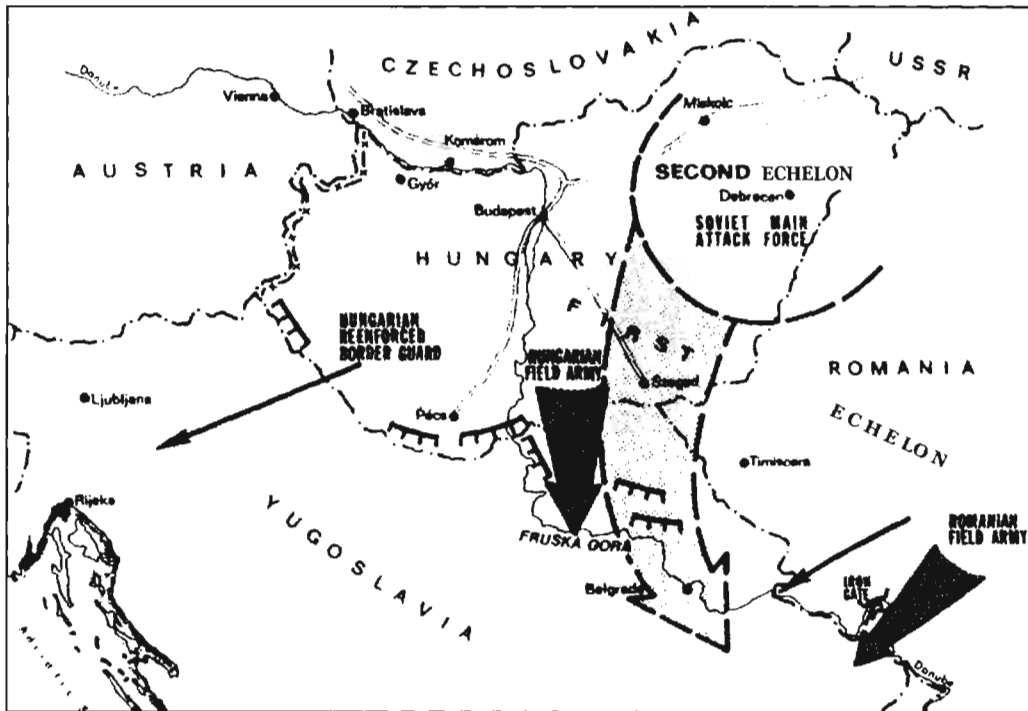 CZECHOSLOVAKIA
USSR
Danube
Vienna
Bratislava
Miskolc
Komárom
AUSTRIA
Győr
SECOND ECHELON
Debrecen
Budapest
SOVIET MAIN
ATTACK FORCE
HUNGARY
FIRST
HUNGARIAN
REENFORCED
BORDER GUARD
HUNGARIAN
FIELD ARMY
Szeged
ROMANIA
Ljubljana
Pécs
ECHELON
Timisoara
Rijeka
YUGOSLAVIA
FRUSKA GORA
ROMANIAN
FIELD ARMY
Belgrade
IRON
GATE
Danube